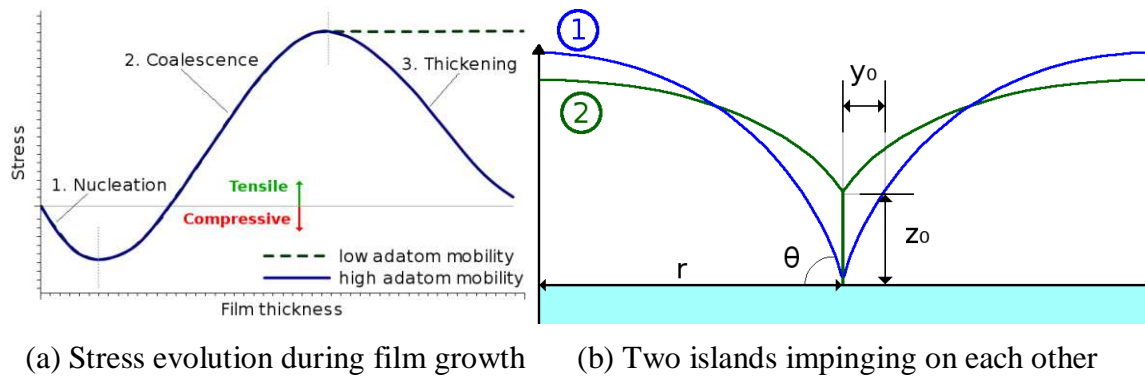 Stress
1. Nucleation
2. Coalescence
3. Thickening
Tensile
Compressive
low adatom mobility
high adatom mobility
Film thickness
1
2
y₀
z₀
θ
r
(a) Stress evolution during film growth
(b) Two islands impinging on each other